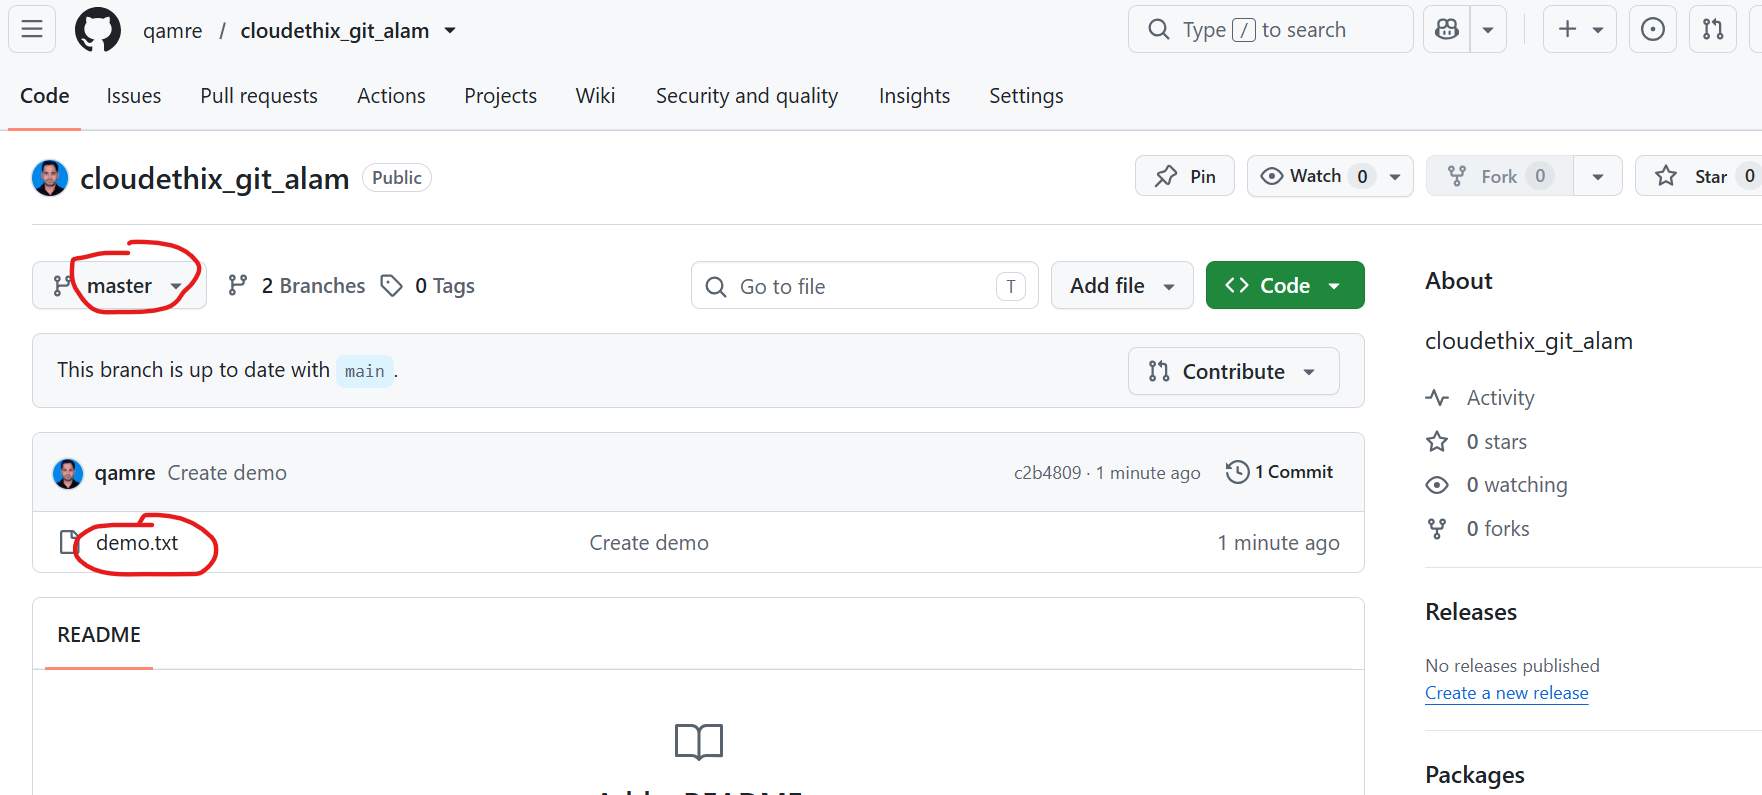 qamre / cloudethix_git_alam
Type / to search
Code Issues Pull requests Actions Projects Wiki Security and quality Insights Settings
cloudethix_git_alam Public
Pin Watch 0 Fork 0 Star 0
master 2 Branches 0 Tags Go to file T Add file Code
This branch is up to date with main.
Contribute
qamre Create demo c2b4809 · 1 minute ago 1 Commit
demo.txt Create demo 1 minute ago
README
About
cloudethix_git_alam
Activity
0 stars
0 watching
0 forks
Releases
No releases published
Create a new release
Packages